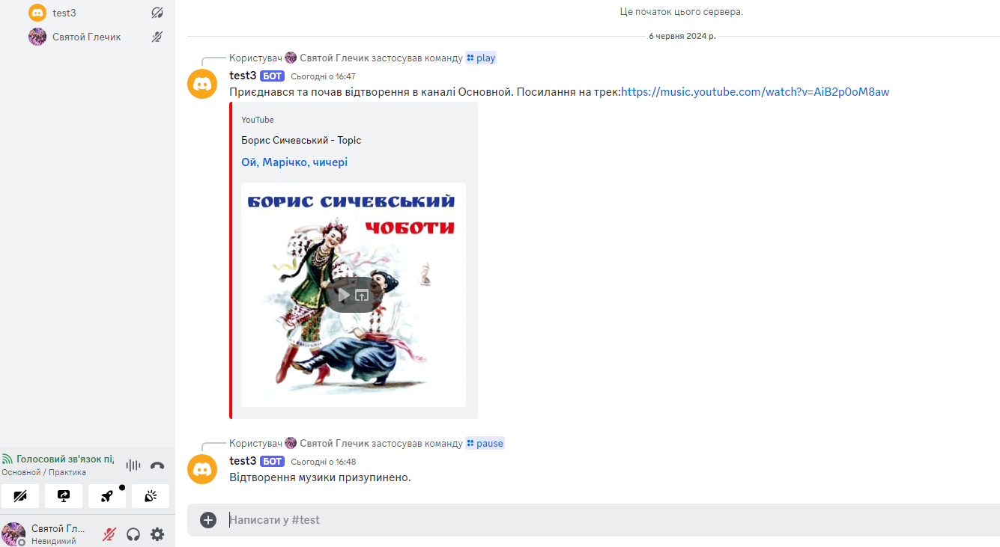 test3
Святой Глечик
Це початок цього сервера.
6 червня 2024 р.
Користувач Святой Глечик застосував команду play
test3 БОТ Сьогодні о 16:47
Приєднався та почав відтворення в каналі Основной. Посилання на трек:https://music.youtube.com/watch?v=AiB2p0oM8aw
YouTube
Борис Сичевський - Topic
Ой, Марічко, чичері
БОРИС СИЧЕВСЬКИЙ
ЧОБОТИ
Користувач Святой Глечик застосував команду pause
test3 БОТ Сьогодні о 16:48
Відтворення музики призупинено.
Голосовий зв'язок пі
Основной / Практика
Святой Гл...
Невидимий
Написати у #test